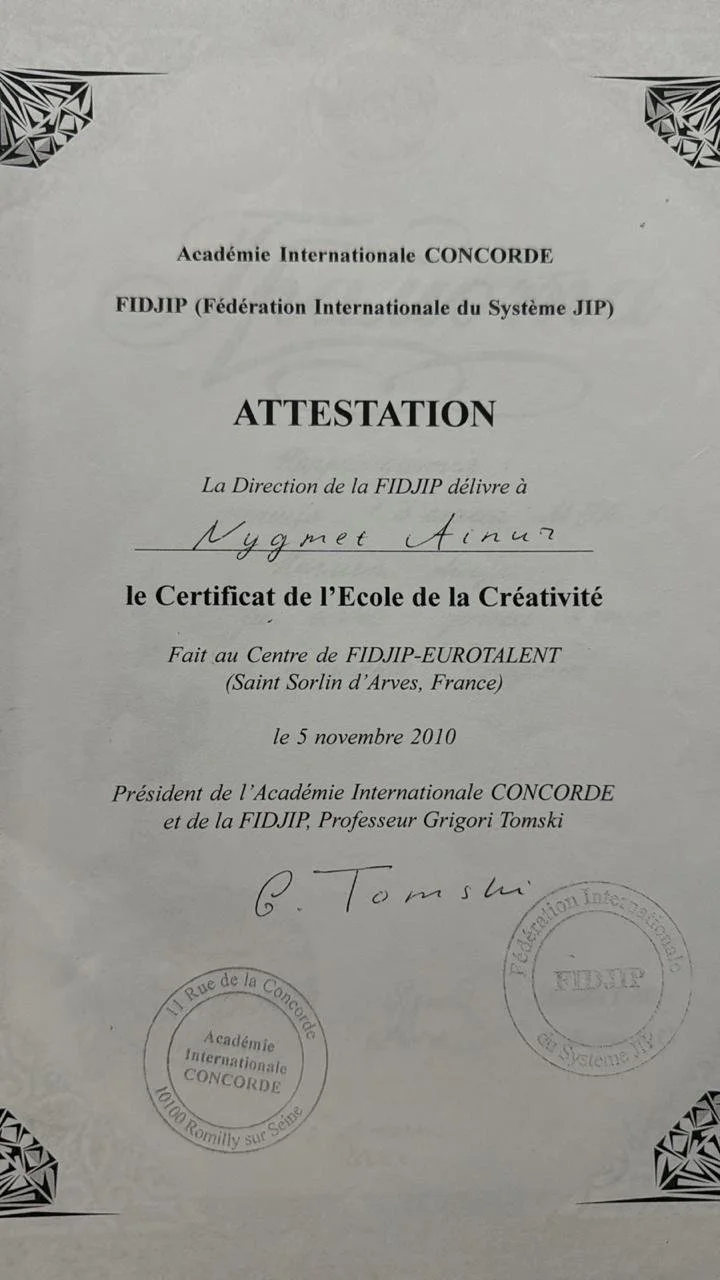 Académie Internationale CONCORDE
FIDJIP (Fédération Internationale du Système JIP)
ATTESTATION
La Direction de la FIDJIP délivre à
Nygmet Ainur
le Certificat de l’Ecole de la Créativité
Fait au Centre de FIDJIP-EUROTALENT
(Saint Sorlin d’Arves, France)
le 5 novembre 2010
Président de l’Académie Internationale CONCORDE
et de la FIDJIP, Professeur Grigori Tomski
G. Tomski
Fédération Internationale
FIDJIP
du Système JIP
11 Rue de la Concorde
Académie
Internationale
CONCORDE
10100 Romilly sur Seine